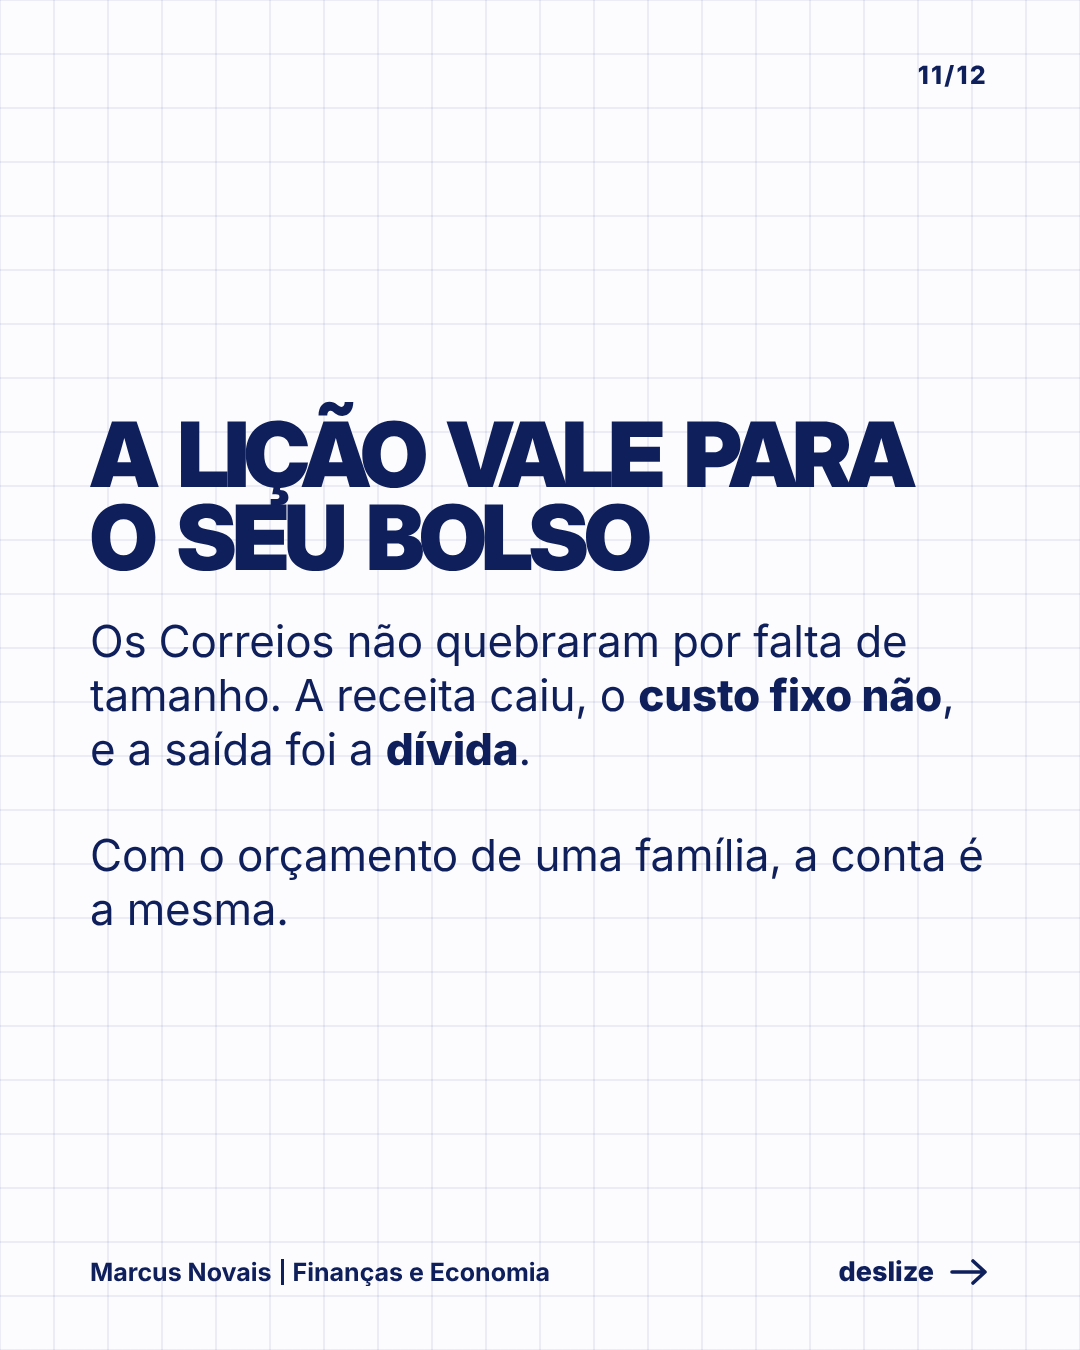 11/12
A LIÇÃO VALE PARA
O SEU BOLSO
Os Correios não quebraram por falta de
tamanho. A receita caiu, o custo fixo não,
e a saída foi a dívida.
Com o orçamento de uma família, a conta é
a mesma.
Marcus Novais | Finanças e Economia
deslize →